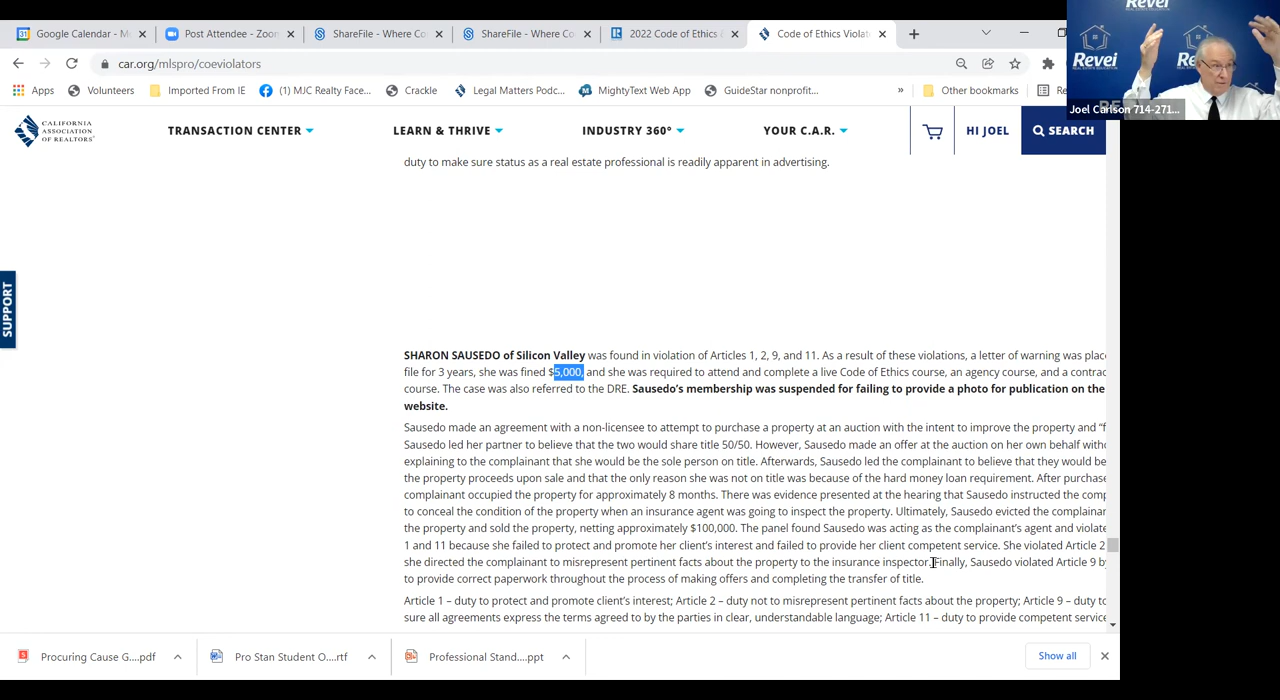 Google Calendar - M
Post Attendee - Zoon
ShareFile - Where Co
ShareFile - Where Co
2022 Code of Ethics &
Code of Ethics Violat
car.org/mlspro/coeviolators
Apps
Volunteers
Imported From IE
(1) MJC Realty Face...
Crackle
Legal Matters Podc...
MightyText Web App
GuideStar nonprofit...
»
Other bookmarks
Revei
Revei
Joel Carlson 714-271...
CALIFORNIA
ASSOCIATION
OF REALTORS®
TRANSACTION CENTER
LEARN & THRIVE
INDUSTRY 360°
YOUR C.A.R.
HI JOEL
SEARCH
SUPPORT
duty to make sure status as a real estate professional is readily apparent in advertising.
SHARON SAUSEDO of Silicon Valley was found in violation of Articles 1, 2, 9, and 11. As a result of these violations, a letter of warning was plac
file for 3 years, she was fined $5,000, and she was required to attend and complete a live Code of Ethics course, an agency course, and a contrac
course. The case was also referred to the DRE. Sausedo's membership was suspended for failing to provide a photo for publication on the
website.
Sausedo made an agreement with a non-licensee to attempt to purchase a property at an auction with the intent to improve the property and "f
Sausedo led her partner to believe that the two would share title 50/50. However, Sausedo made an offer at the auction on her own behalf witho
explaining to the complainant that she would be the sole person on title. Afterwards, Sausedo led the complainant to believe that they would be
the property proceeds upon sale and that the only reason she was not on title was because of the hard money loan requirement. After purchase
complainant occupied the property for approximately 8 months. There was evidence presented at the hearing that Sausedo instructed the comp
to conceal the condition of the property when an insurance agent was going to inspect the property. Ultimately, Sausedo evicted the complainan
the property and sold the property, netting approximately $100,000. The panel found Sausedo was acting as the complainant's agent and violate
1 and 11 because she failed to protect and promote her client's interest and failed to provide her client competent service. She violated Article 2
she directed the complainant to misrepresent pertinent facts about the property to the insurance inspector. Finally, Sausedo violated Article 9 b
to provide correct paperwork throughout the process of making offers and completing the transfer of title.
Article 1 – duty to protect and promote client's interest; Article 2 – duty not to misrepresent pertinent facts about the property; Article 9 – duty to
sure all agreements express the terms agreed to by the parties in clear, understandable language; Article 11 – duty to provide competent service
Procuring Cause G....pdf
Pro Stan Student O....rtf
Professional Stand....ppt
Show all